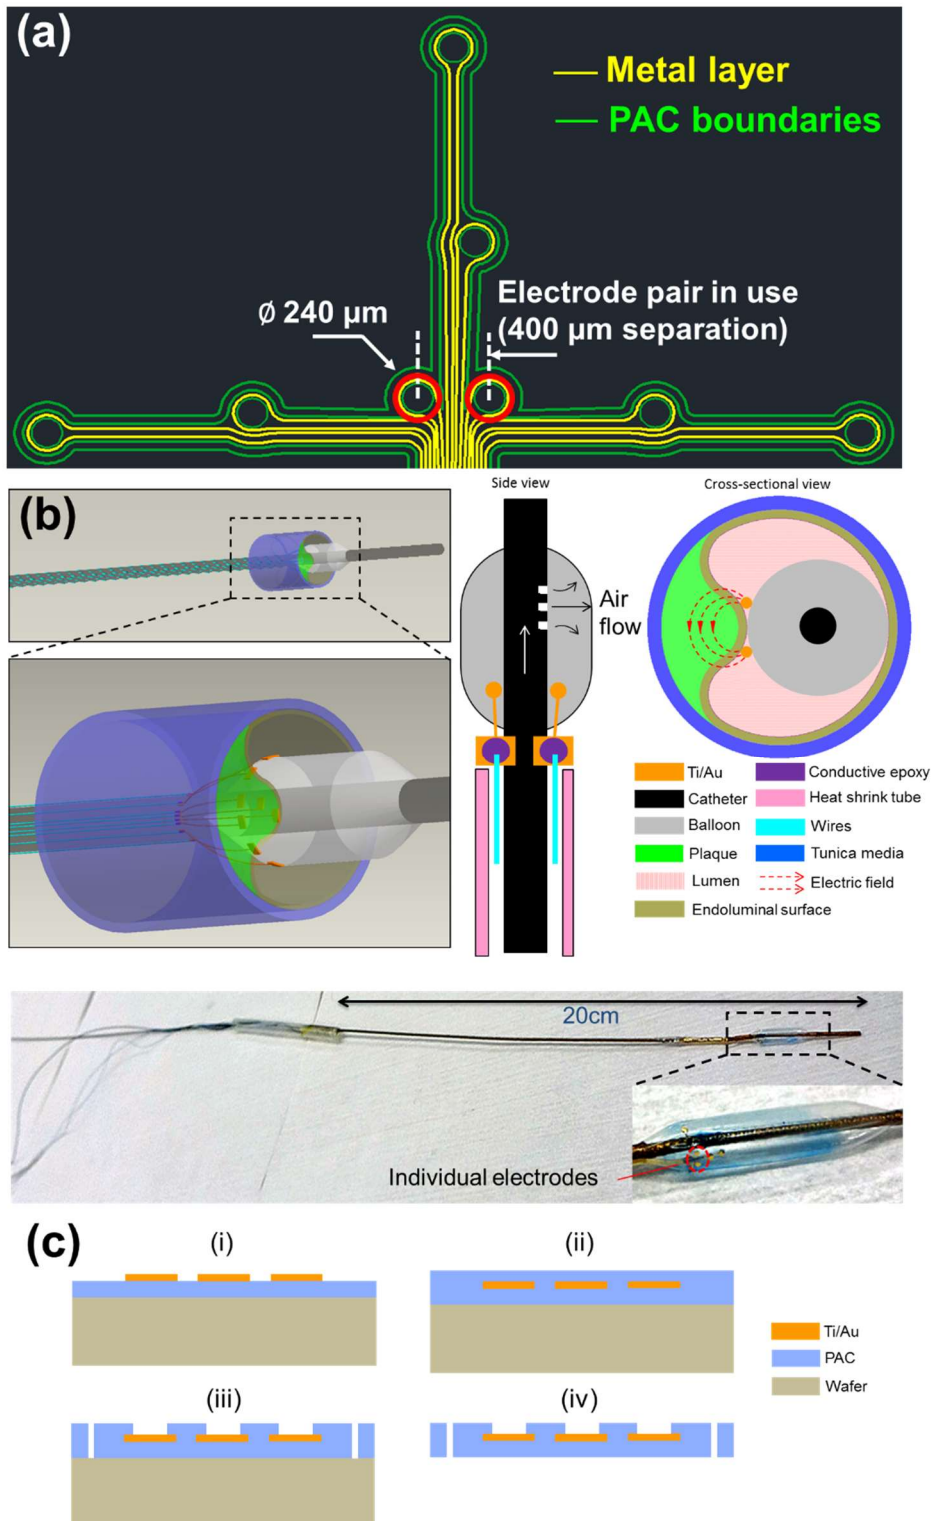 (a)
Metal layer
PAC boundaries
Ø 240 µm
Electrode pair in use
(400 µm separation)
(b)
Side view
Cross-sectional view
Air
flow
Ti/Au
Conductive epoxy
Catheter
Heat shrink tube
Balloon
Wires
Plaque
Tunica media
Lumen
Electric field
Endoluminal surface
20cm
Individual electrodes
(c)
(i)
(ii)
Ti/Au
PAC
Wafer
(iii)
(iv)